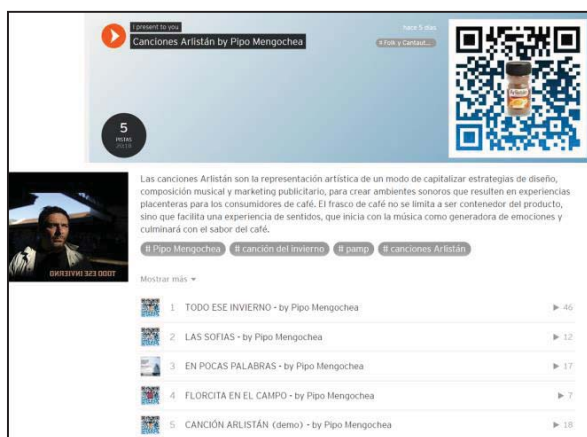 I present to you
hace 5 días
Canciones Arlistán by Pipo Mengochea
# Folk y Cantaut...
Arlistan
5
PISTAS
20:18
Las canciones Arlistán son la representación artística de un modo de capitalizar estrategias de diseño,
composición musical y marketing publicitario, para crear ambientes sonoros que resulten en experiencias
placenteras para los consumidores de café. El frasco de café no se limita a ser contenedor del producto,
sino que facilita una experiencia de sentidos, que inicia con la música como generadora de emociones y
culminará con el sabor del café.
# Pipo Mengochea # canción del invierno # pamp # canciones Arlistán
TODO ESE INVIERNO
Mostrar más
1 TODO ESE INVIERNO - by Pipo Mengochea 46
2 LAS SOFIAS - by Pipo Mengochea 12
3 EN POCAS PALABRAS - by Pipo Mengochea 17
4 FLORCITA EN EL CAMPO - by Pipo Mengochea 7
5 CANCIÓN ARLISTÁN (demo) - by Pipo Mengochea 18